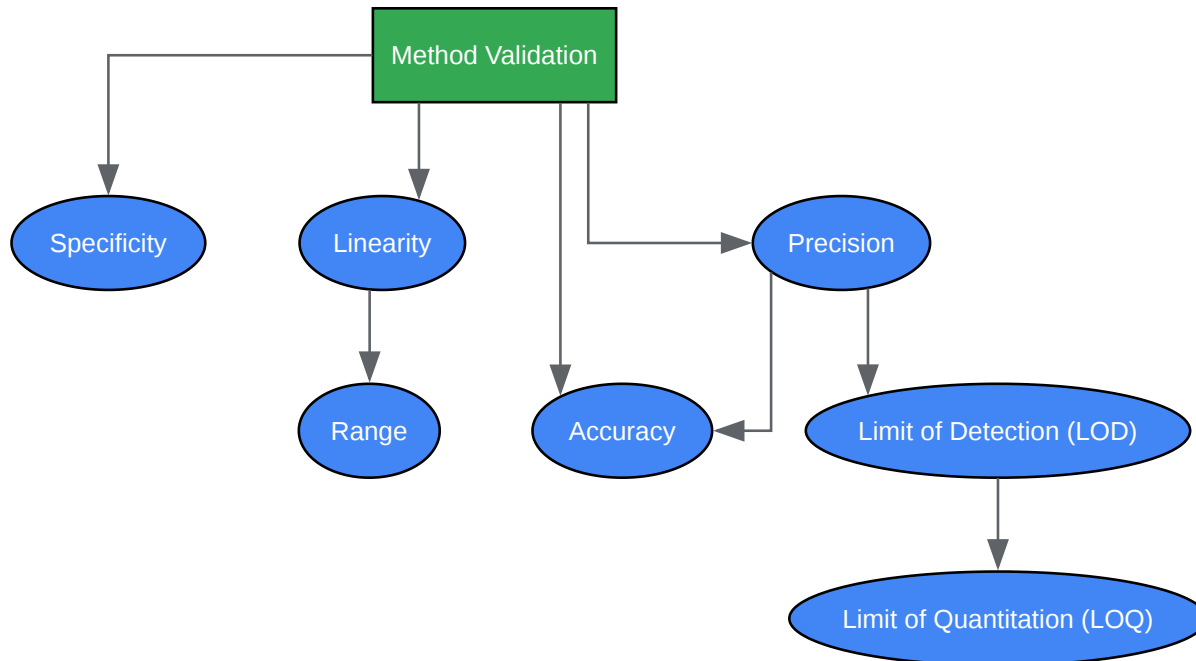 Method Validation
Specificity
Linearity
Precision
Range
Accuracy
Limit of Detection (LOD)
Limit of Quantitation (LOQ)